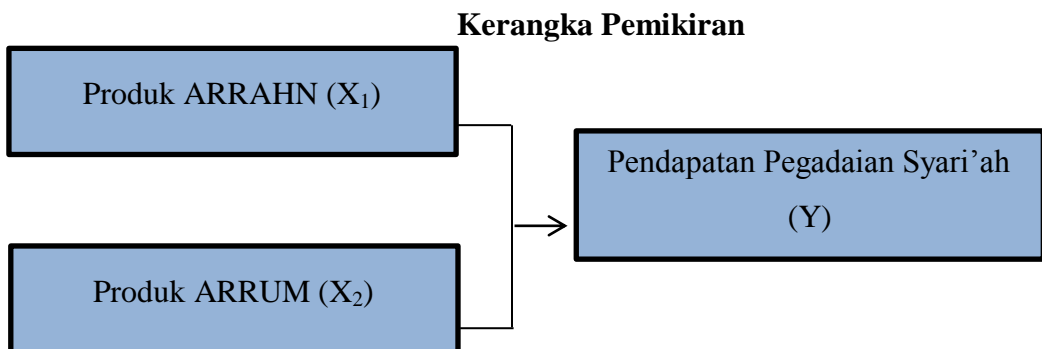 Kerangka Pemikiran
Produk ARRAHN (X₁)
Pendapatan Pegadaian Syari’ah
(Y)
Produk ARRUM (X₂)